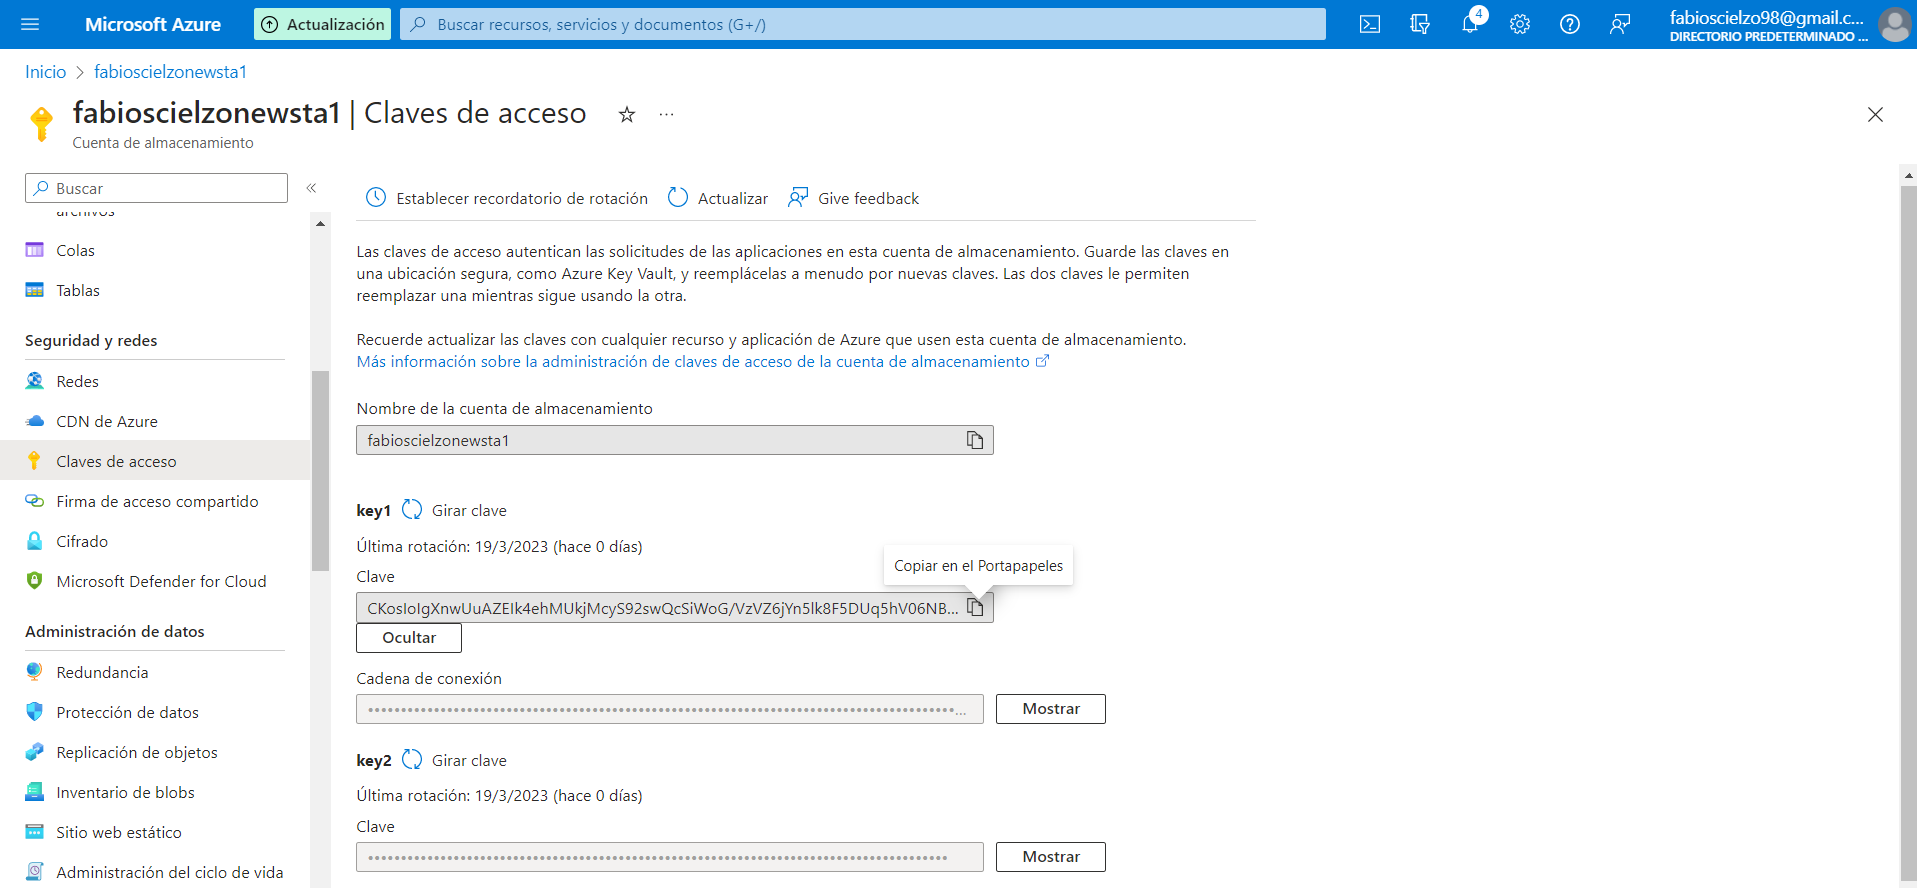 Microsoft Azure
Actualización
Buscar recursos, servicios y documentos (G+/)
4
fabioscielzo98@gmail.c...
DIRECTORIO PREDETERMINADO ...
Inicio > fabioscielzonewsta1
fabioscielzonewsta1 | Claves de acceso
...
Cuenta de almacenamiento
Buscar
«
archivos
Colas
Tablas
Seguridad y redes
Redes
CDN de Azure
Claves de acceso
Firma de acceso compartido
Cifrado
Microsoft Defender for Cloud
Administración de datos
Redundancia
Protección de datos
Replicación de objetos
Inventario de blobs
Sitio web estático
Administración del ciclo de vida
Establecer recordatorio de rotación
Actualizar
Give feedback
Las claves de acceso autentican las solicitudes de las aplicaciones en esta cuenta de almacenamiento. Guarde las claves en
una ubicación segura, como Azure Key Vault, y reemplácelas a menudo por nuevas claves. Las dos claves le permiten
reemplazar una mientras sigue usando la otra.
Recuerde actualizar las claves con cualquier recurso y aplicación de Azure que usen esta cuenta de almacenamiento.
Más información sobre la administración de claves de acceso de la cuenta de almacenamiento
Nombre de la cuenta de almacenamiento
fabioscielzonewsta1
key1
Girar clave
Última rotación: 19/3/2023 (hace 0 días)
Copiar en el Portapapeles
Clave
CKosIoIgXnwUuAZEIk4ehMUkjMcyS92swQcSiWoG/VzVZ6jYn5lk8F5DUq5hV06NB...
Ocultar
Cadena de conexión
Mostrar
key2
Girar clave
Última rotación: 19/3/2023 (hace 0 días)
Clave
Mostrar